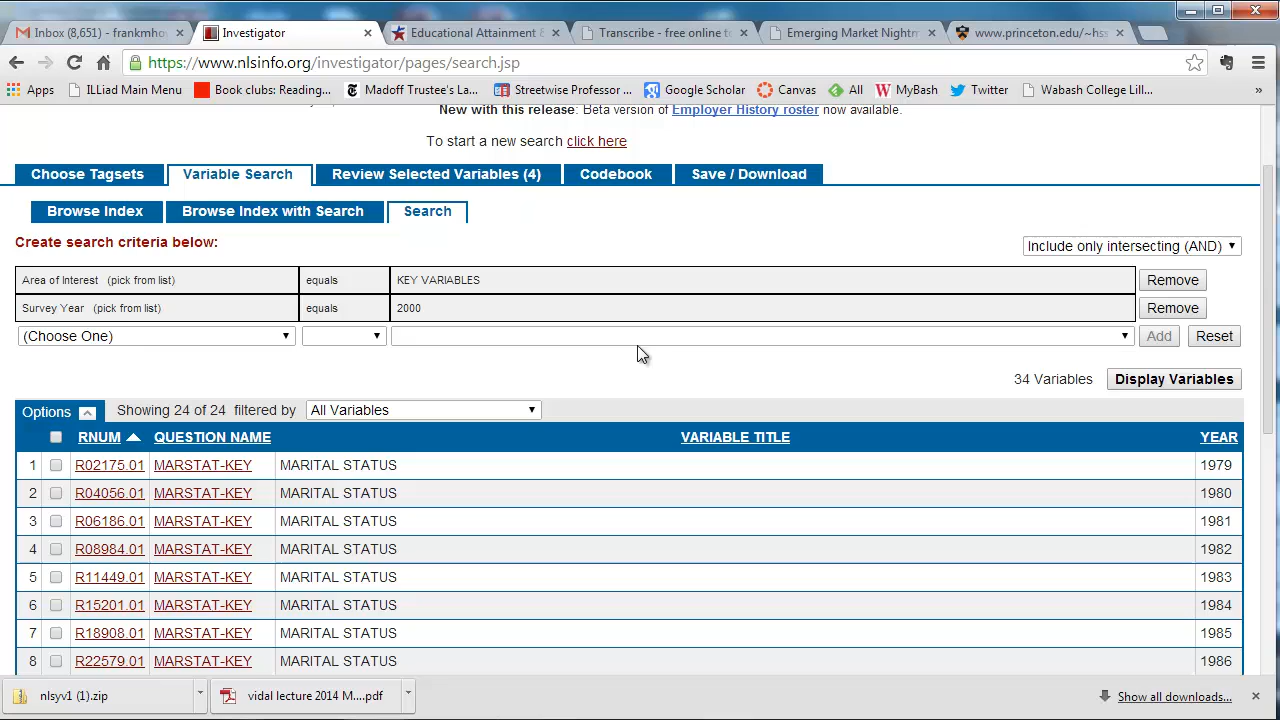 Inbox (8,651) - frankmho
Investigator
Educational Attainment &
Transcribe - free online to
Emerging Market Nightm
www.princeton.edu/~hss
https://www.nlsinfo.org/investigator/pages/search.jsp
Apps
ILLiad Main Menu
Book clubs: Reading...
Madoff Trustee's La...
Streetwise Professor ...
Google Scholar
Canvas
All
MyBash
Twitter
Wabash College Lill...
»
New with this release: Beta version of Employer History roster now available.
To start a new search click here
Choose Tagsets
Variable Search
Review Selected Variables (4)
Codebook
Save / Download
Browse Index
Browse Index with Search
Search
Create search criteria below:
Include only intersecting (AND)
Area of Interest (pick from list) equals KEY VARIABLES Remove
Survey Year (pick from list) equals 2000 Remove
(Choose One) Add Reset
34 Variables Display Variables
Options Showing 24 of 24 filtered by All Variables
RNUM QUESTION NAME VARIABLE TITLE YEAR
1 R02175.01 MARSTAT-KEY MARITAL STATUS 1979
2 R04056.01 MARSTAT-KEY MARITAL STATUS 1980
3 R06186.01 MARSTAT-KEY MARITAL STATUS 1981
4 R08984.01 MARSTAT-KEY MARITAL STATUS 1982
5 R11449.01 MARSTAT-KEY MARITAL STATUS 1983
6 R15201.01 MARSTAT-KEY MARITAL STATUS 1984
7 R18908.01 MARSTAT-KEY MARITAL STATUS 1985
8 R22579.01 MARSTAT-KEY MARITAL STATUS 1986
nlsyv1 (1).zip
vidal lecture 2014 M....pdf
Show all downloads...